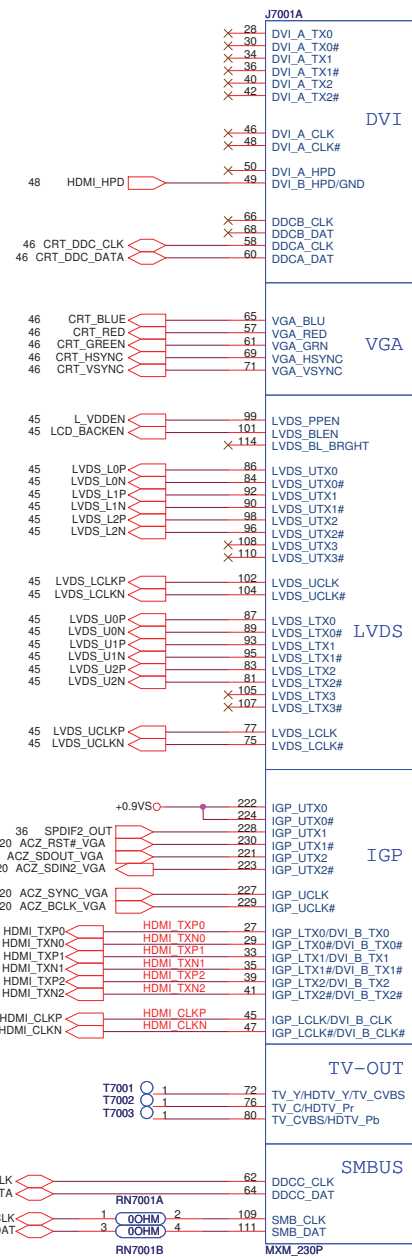 J7001A
28 DVI_A_TX0
30 DVI_A_TX0#
34 DVI_A_TX1
36 DVI_A_TX1#
40 DVI_A_TX2
42 DVI_A_TX2#
DVI
46 DVI_A_CLK
48 DVI_A_CLK#
50 DVI_A_HPD
48 HDMI_HPD 49 DVI_B_HPD/GND
66 DDCB_CLK
68 DDCB_DAT
46 CRT_DDC_CLK 58 DDCA_CLK
46 CRT_DDC_DATA 60 DDCA_DAT
46 CRT_BLUE 65 VGA_BLU
46 CRT_RED 57 VGA_RED
46 CRT_GREEN 61 VGA_GRN VGA
46 CRT_HSYNC 69 VGA_HSYNC
46 CRT_VSYNC 71 VGA_VSYNC
45 L_VDDEN 99 LVDS_PPEN
45 LCD_BACKEN 101 LVDS_BLEN
114 LVDS_BL_BRGHT
45 LVDS_L0P 86 LVDS_UTX0
45 LVDS_L0N 84 LVDS_UTX0#
45 LVDS_L1P 92 LVDS_UTX1
45 LVDS_L1N 90 LVDS_UTX1#
45 LVDS_L2P 98 LVDS_UTX2
45 LVDS_L2N 96 LVDS_UTX2#
108 LVDS_UTX3
110 LVDS_UTX3#
45 LVDS_LCLKP 102 LVDS_UCLK
45 LVDS_LCLKN 104 LVDS_UCLK#
45 LVDS_U0P 87 LVDS_LTX0
45 LVDS_U0N 89 LVDS_LTX0# LVDS
45 LVDS_U1P 93 LVDS_LTX1
45 LVDS_U1N 95 LVDS_LTX1#
45 LVDS_U2P 83 LVDS_LTX2
45 LVDS_U2N 81 LVDS_LTX2#
105 LVDS_LTX3
107 LVDS_LTX3#
45 LVDS_UCLKP 77 LVDS_LCLK
45 LVDS_UCLKN 75 LVDS_LCLK#
+0.9VS 222 IGP_UTX0
224 IGP_UTX0#
36 SPDIF2_OUT 228 IGP_UTX1
20 ACZ_RST#_VGA 230 IGP_UTX1#
ACZ_SDOUT_VGA 221 IGP_UTX2 IGP
20 ACZ_SDIN2_VGA 223 IGP_UTX2#
20 ACZ_SYNC_VGA 227 IGP_UCLK
20 ACZ_BCLK_VGA 229 IGP_UCLK#
HDMI_TXP0 HDMI_TXP0 27 IGP_LTX0/DVI_B_TX0
HDMI_TXN0 HDMI_TXN0 29 IGP_LTX0#/DVI_B_TX0#
HDMI_TXP1 HDMI_TXP1 33 IGP_LTX1/DVI_B_TX1
HDMI_TXN1 HDMI_TXN1 35 IGP_LTX1#/DVI_B_TX1#
HDMI_TXP2 HDMI_TXP2 39 IGP_LTX2/DVI_B_TX2
HDMI_TXN2 HDMI_TXN2 41 IGP_LTX2#/DVI_B_TX2#
HDMI_CLKP HDMI_CLKP 45 IGP_LCLK/DVI_B_CLK
HDMI_CLKN HDMI_CLKN 47 IGP_LCLK#/DVI_B_CLK#
TV-OUT
T7001 1 72 TV_Y/HDTV_Y/TV_CVBS
T7002 1 76 TV_C/HDTV_Pr
T7003 1 80 TV_CVBS/HDTV_Pb
SMBUS
LK 62 DDCC_CLK
TA 64 DDCC_DAT
RN7001A
CLK 1 0OHM 2 109 SMB_CLK
DAT 3 0OHM 4 111 SMB_DAT
RN7001B MXM_230P